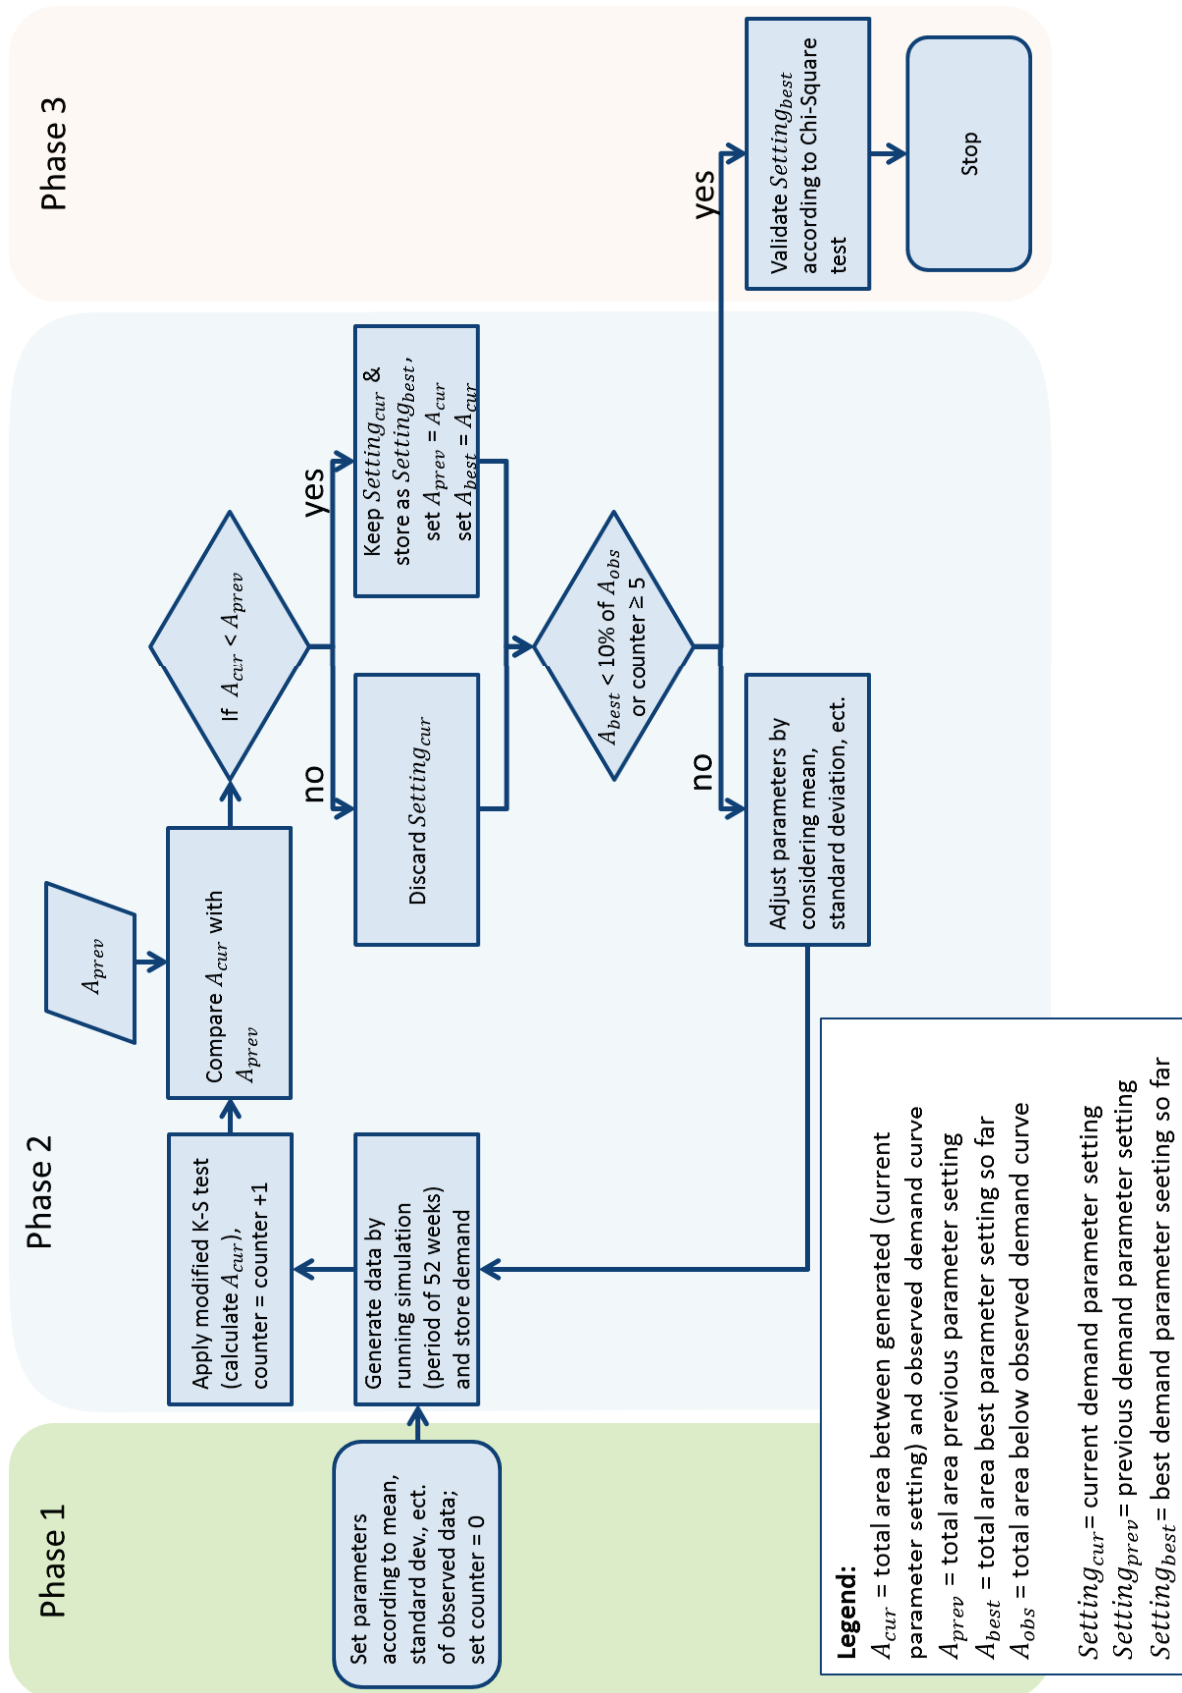 Phase 1
Set parameters
according to mean,
standard dev., ect.
of observed data;
set counter = 0
Phase 2
Generate data by
running simulation
(period of 52 weeks)
and store demand
Apply modified K-S test
(calculate A_cur),
counter = counter +1
A_prev
Compare A_cur with
A_prev
If A_cur < A_prev
no
yes
Discard Setting_cur
Keep Setting_cur &
store as Setting_best,
set A_prev = A_cur
set A_best = A_cur
A_best < 10% of A_obs
or counter ≥ 5
no
yes
Adjust parameters by
considering mean,
standard deviation, ect.
Phase 3
Validate Setting_best
according to Chi-Square
test
Stop
Legend:
A_cur = total area between generated (current
parameter setting) and observed demand curve
A_prev = total area previous parameter setting
A_best = total area best parameter setting so far
A_obs = total area below observed demand curve
Setting_cur = current demand parameter setting
Setting_prev = previous demand parameter setting
Setting_best = best demand parameter seeting so far